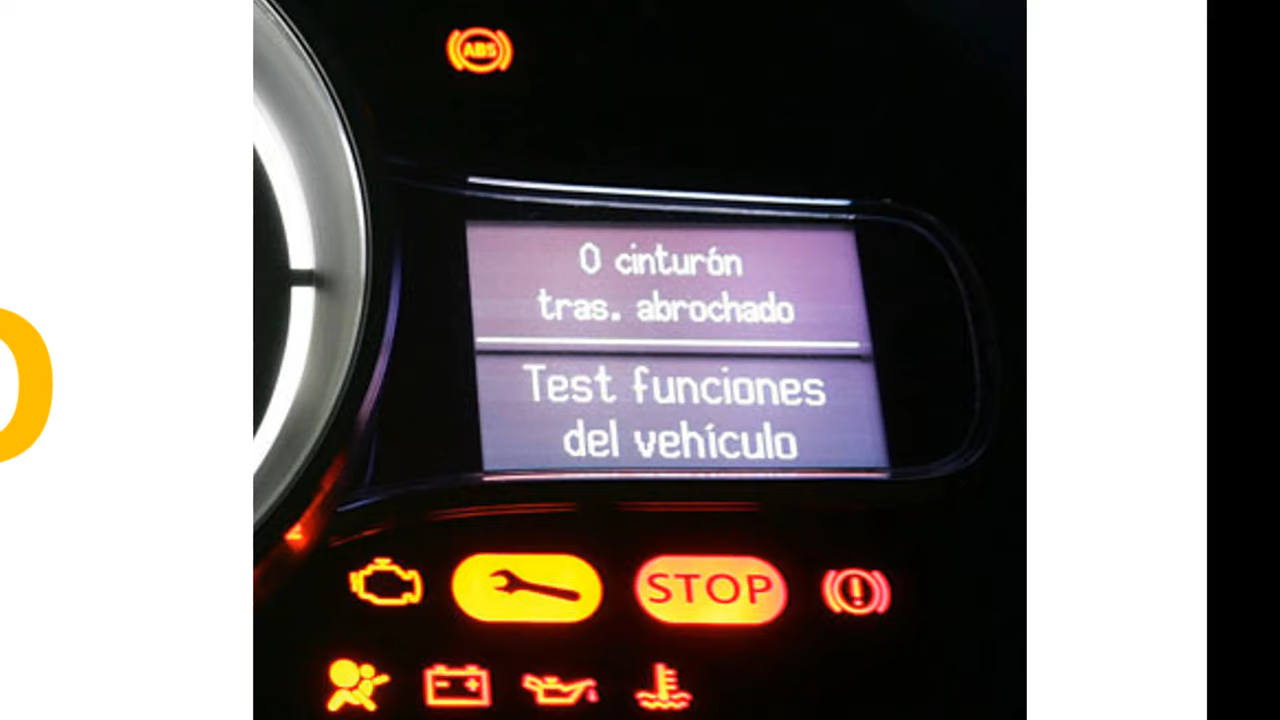 ABS
0 cinturón
tras. abrochado
Test funciones
del vehículo
STOP